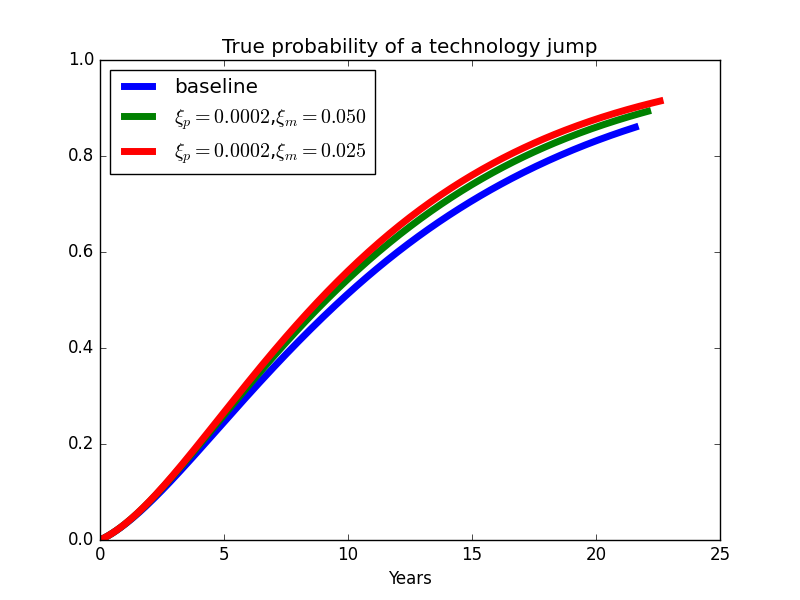 True probability of a technology jump
baseline
ξₚ = 0.0002,ξₘ = 0.050
ξₚ = 0.0002,ξₘ = 0.025
1.0
0.8
0.6
0.4
0.2
0.0
0 5 10 15 20 25
Years